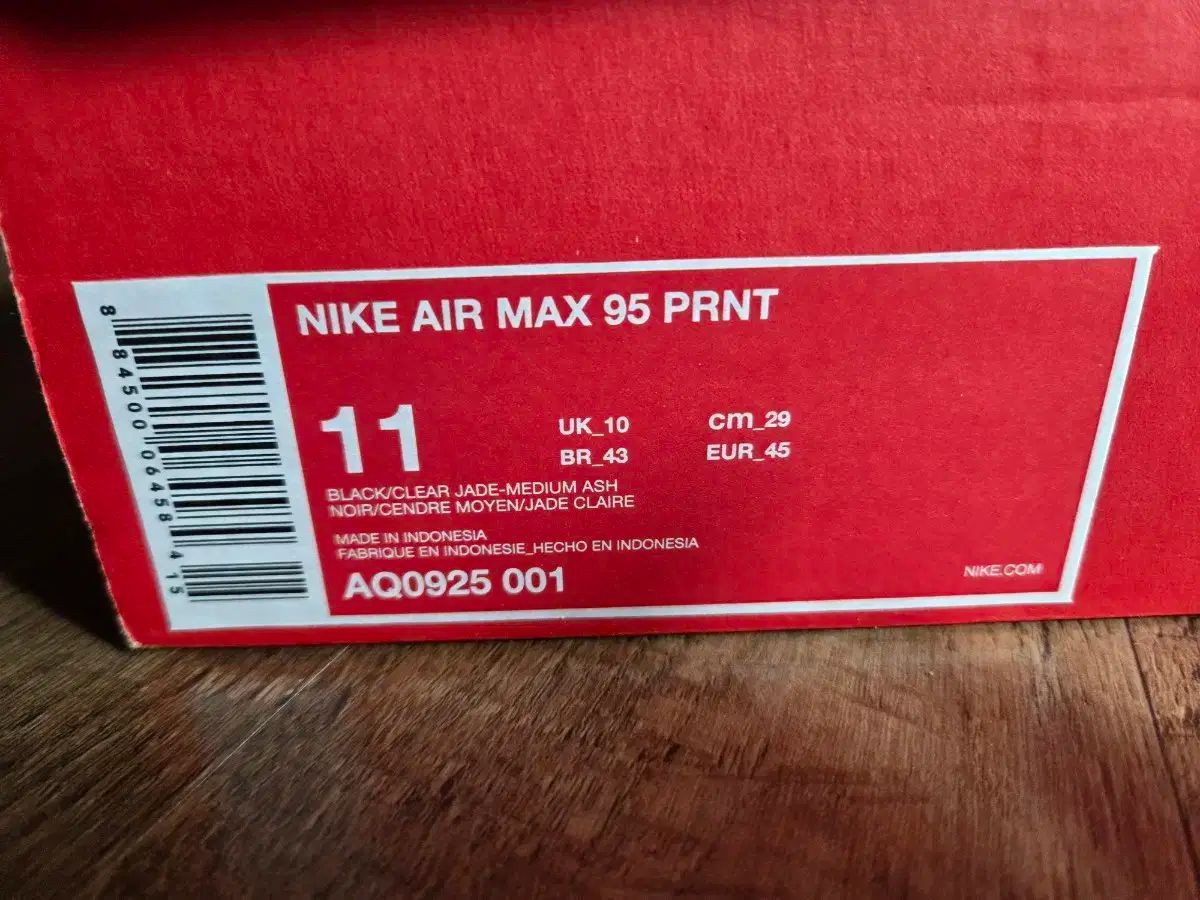 NIKE AIR MAX 95 PRNT
11
UK_10 cm_29
BR_43 EUR_45
BLACK/CLEAR JADE-MEDIUM ASH
NOIR/CENDRE MOYEN/JADE CLAIRE
MADE IN INDONESIA
FABRIQUE EN INDONESIE_HECHO EN INDONESIA
AQ0925 001
NIKE.COM
8 84500 06458 4 15